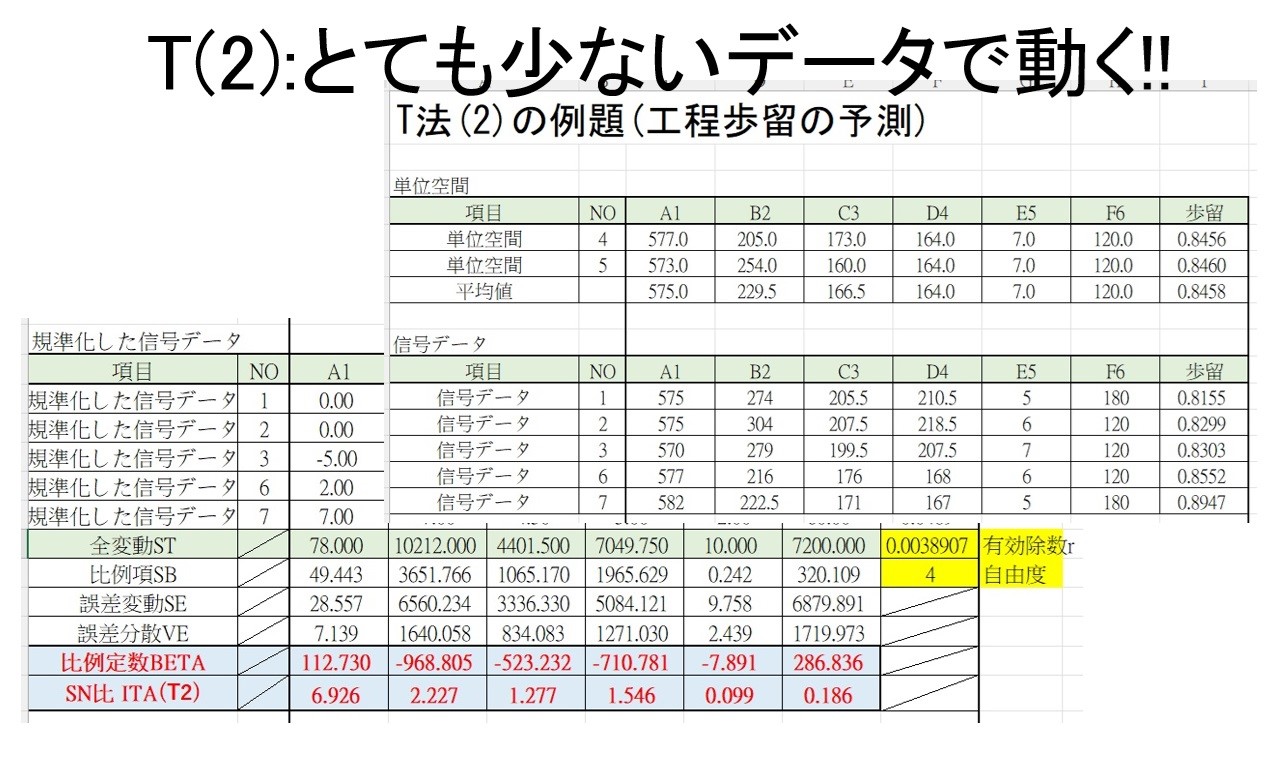 T(2):とても少ないデータで動く!!
T法(2)の例題(工程歩留の予測)
単位空間
項目 NO A1 B2 C3 D4 E5 F6 歩留
単位空間 4 577.0 205.0 173.0 164.0 7.0 120.0 0.8456
単位空間 5 573.0 254.0 160.0 164.0 7.0 120.0 0.8460
平均値 575.0 229.5 166.5 164.0 7.0 120.0 0.8458
信号データ
項目 NO A1 B2 C3 D4 E5 F6 歩留
信号データ 1 575 274 205.5 210.5 5 180 0.8155
信号データ 2 575 304 207.5 218.5 6 120 0.8299
信号データ 3 570 279 199.5 207.5 7 120 0.8303
信号データ 6 577 216 176 168 6 120 0.8552
信号データ 7 582 222.5 171 167 5 180 0.8947
規準化した信号データ
項目 NO A1
規準化した信号データ 1 0.00
規準化した信号データ 2 0.00
規準化した信号データ 3 -5.00
規準化した信号データ 6 2.00
規準化した信号データ 7 7.00
全変動ST 78.000 10212.000 4401.500 7049.750 10.000 7200.000 0.0038907 有効除数r
比例項SB 49.443 3651.766 1065.170 1965.629 0.242 320.109 4 自由度
誤差変動SE 28.557 6560.234 3336.330 5084.121 9.758 6879.891
誤差分散VE 7.139 1640.058 834.083 1271.030 2.439 1719.973
比例定数BETA 112.730 -968.805 -523.232 -710.781 -7.891 286.836
SN比 ITA(T2) 6.926 2.227 1.277 1.546 0.099 0.186